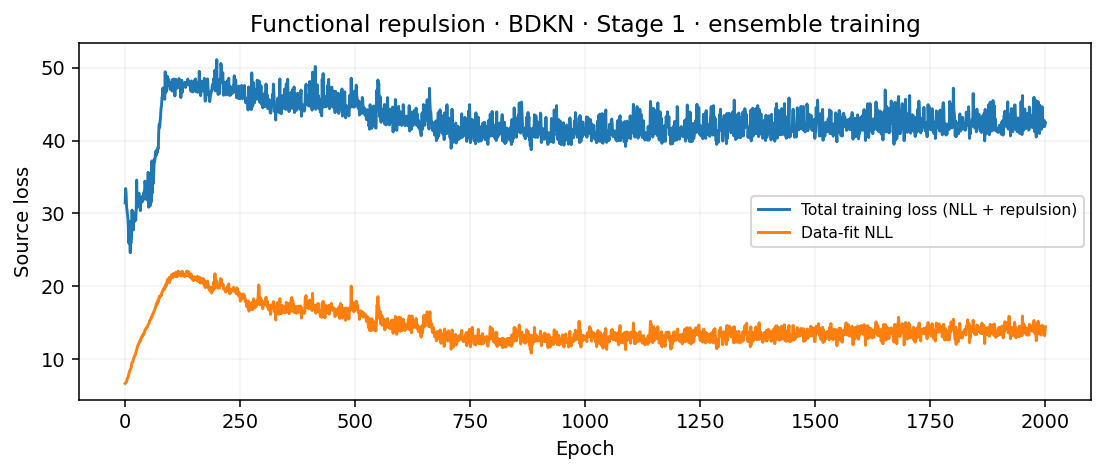 Functional repulsion · BDKN · Stage 1 · ensemble training
Source loss
50
40
30
20
10
Total training loss (NLL + repulsion)
Data-fit NLL
0 250 500 750 1000 1250 1500 1750 2000
Epoch